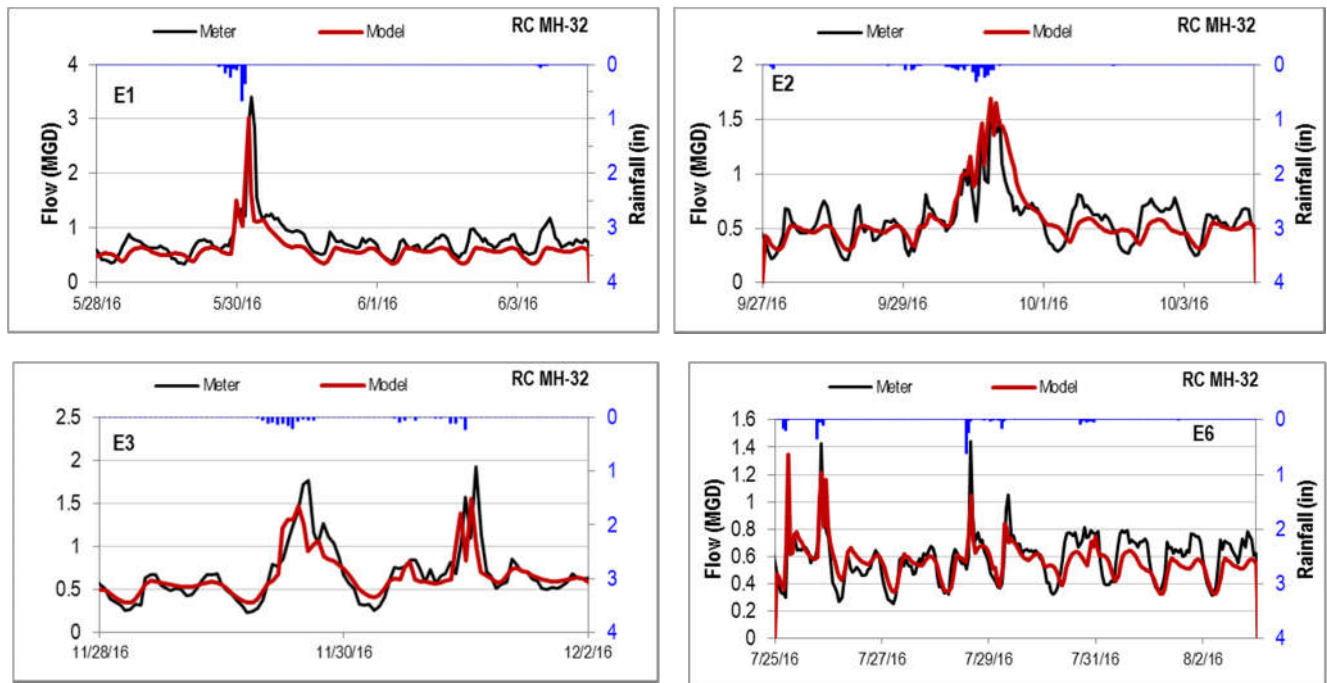 Meter Model RC MH-32
4 0
E1
3 1
2 2
1 3
0 4
Flow (MGD)
Rainfall (in)
5/28/16 5/30/16 6/1/16 6/3/16
Meter Model RC MH-32
2 0
E2
1.5 1
1 2
0.5 3
0 4
Flow (MGD)
Rainfall (in)
9/27/16 9/29/16 10/1/16 10/3/16
Meter Model RC MH-32
2.5 0
E3
2 1
1.5 2
1
0.5 3
0 4
11/28/16 11/30/16 12/2/16
Meter Model RC MH-32
1.6 0
E6
1.4
1.2 1
1
0.8 2
0.6
0.4 3
0.2
0 4
Flow (MGD)
Rainfall (in)
7/25/16 7/27/16 7/29/16 7/31/16 8/2/16